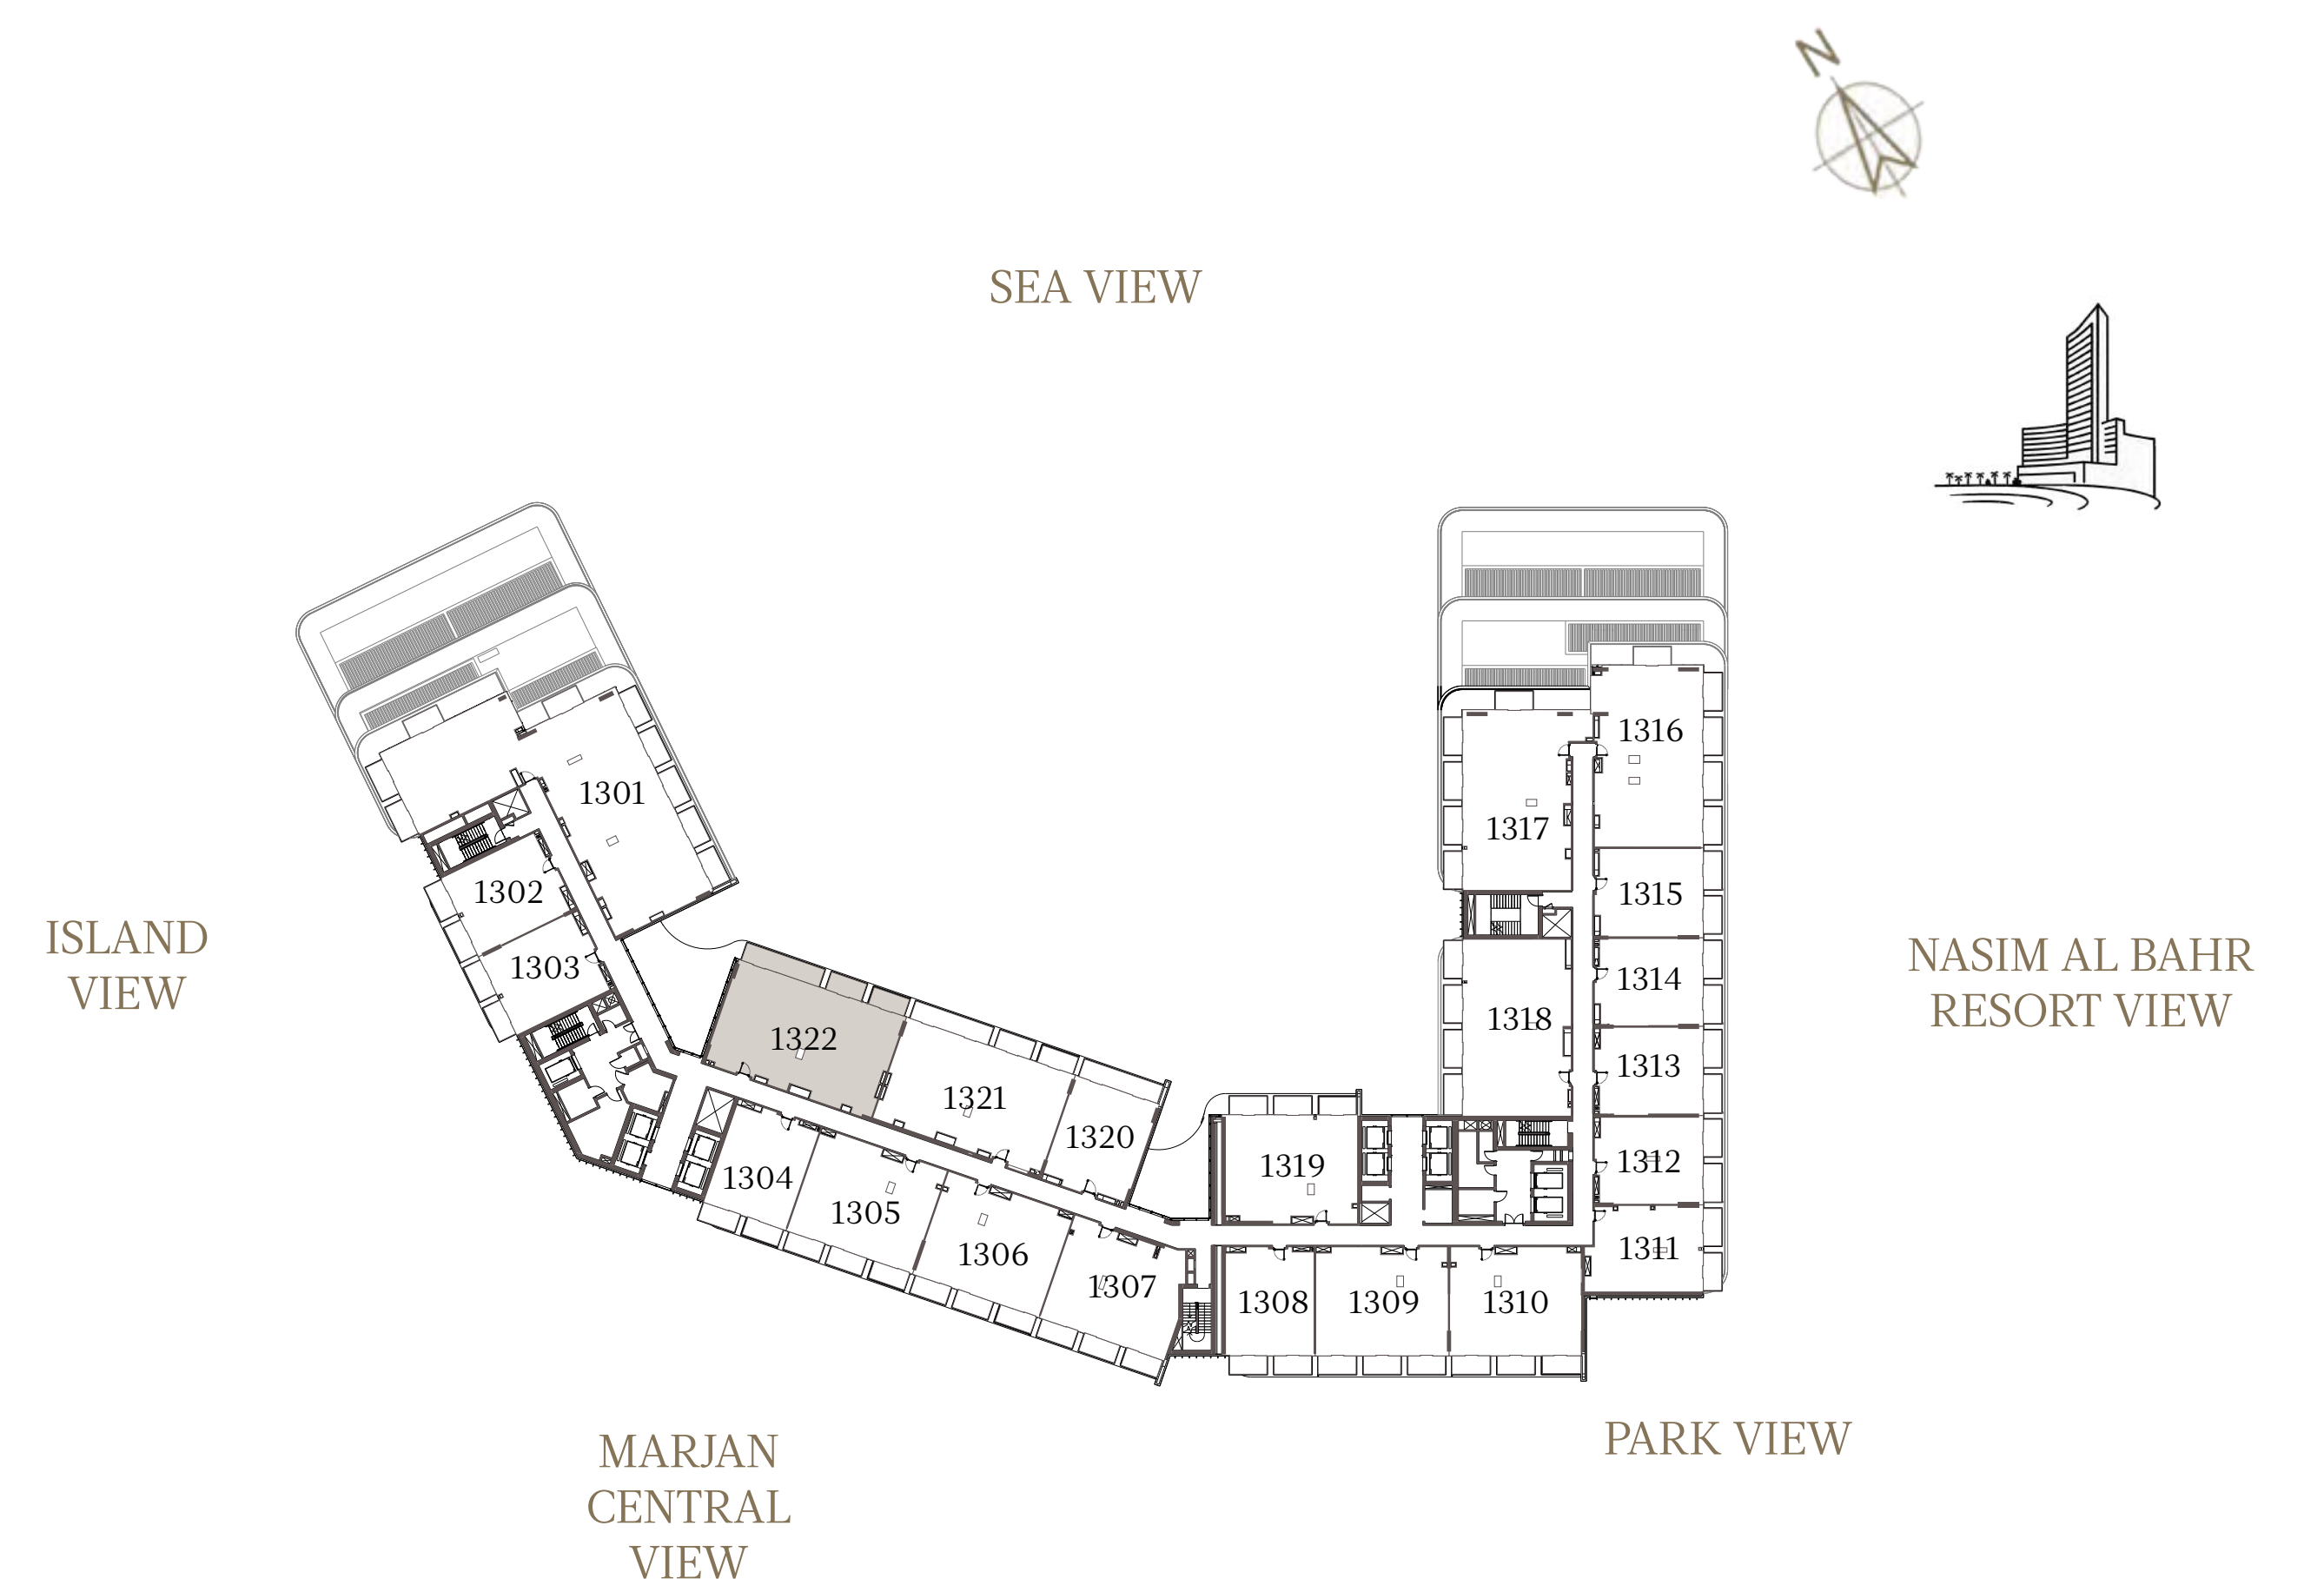 N
SEA VIEW
1316
1301
1317
1302
1315
ISLAND
VIEW
1303
NASIM AL BAHR
RESORT VIEW
1314
1318
1322
1313
1321
1320
1312
1319
1304
1305
1311
1306
1307
1308
1309
1310
PARK VIEW
MARJAN
CENTRAL
VIEW